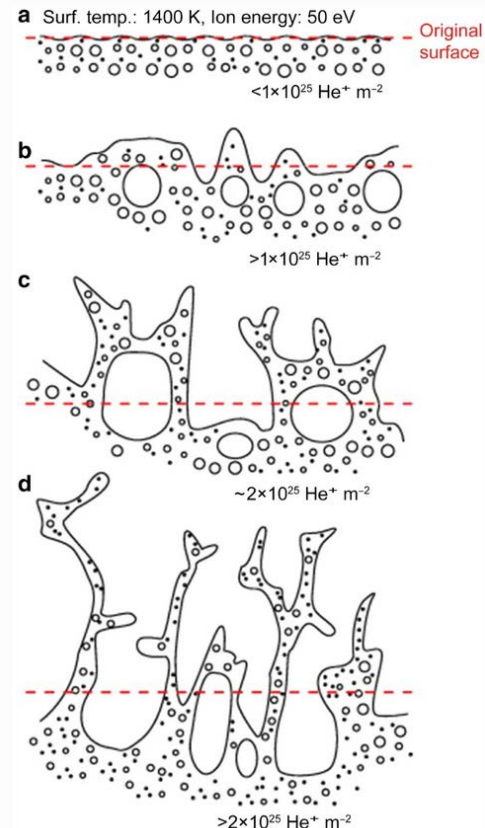 a Surf. temp.: 1400 K, Ion energy: 50 eV
Original
surface
<1×10²⁵ He⁺ m⁻²
b
>1×10²⁵ He⁺ m⁻²
c
~2×10²⁵ He⁺ m⁻²
d
>2×10²⁵ He⁺ m⁻²